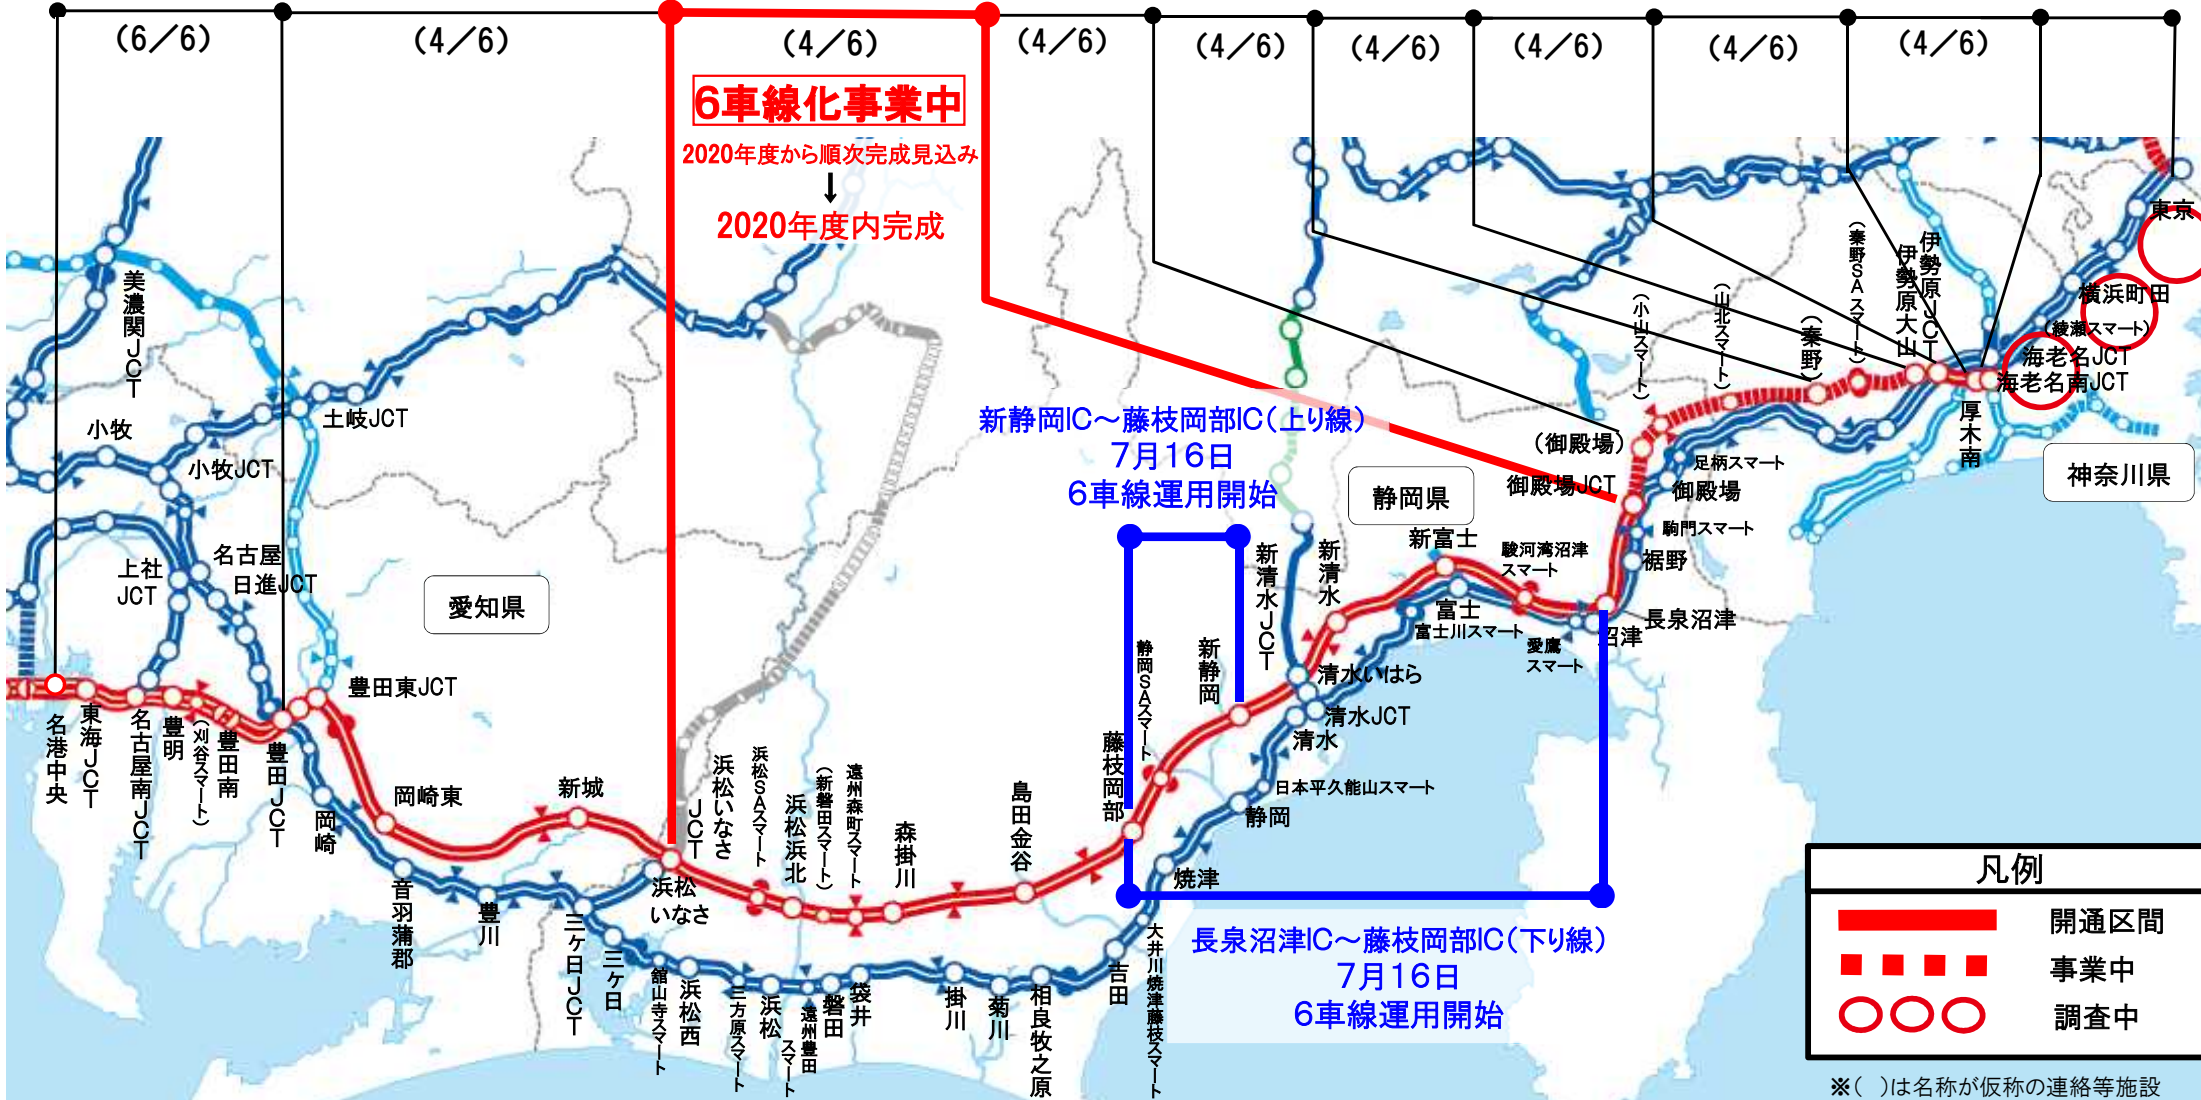 (6/6)
(4/6)
(4/6)
(4/6)
(4/6)
(4/6)
(4/6)
(4/6)
(4/6)
6車線化事業中
2020年度から順次完成見込み
↓
2020年度内完成
東京
横浜町田
(綾瀬スマート)
海老名JCT
海老名南JCT
厚木南
伊勢原JCT
伊勢原大山
(秦野SAスマート)
(秦野)
(山北スマート)
(小山スマート)
(御殿場)
御殿場JCT
足柄スマート
御殿場
駒門スマート
裾野
長泉沼津
沼津
神奈川県
静岡県
愛知県
美濃関JCT
土岐JCT
小牧
小牧JCT
上社
JCT
名古屋
日進JCT
豊田東JCT
新静岡IC～藤枝岡部IC(上り線)
7月16日
6車線運用開始
新富士
駿河湾沼津
スマート
富士
富士川スマート
愛鷹
スマート
新清水JCT
新清水
清水いはら
清水JCT
清水
日本平久能山スマート
静岡
新静岡
静岡SAスマート
藤枝岡部
焼津
名港中央
東海JCT
名古屋南JCT
豊明
(刈谷スマート)
豊田南
豊田JCT
岡崎
岡崎東
新城
浜松いなさ
JCT
浜松
いなさ
浜松SAスマート
浜松浜北
(新磐田スマート)
遠州森町スマート
森掛川
島田金谷
音羽蒲郡
豊川
三ケ日JCT
三ケ日
舘山寺スマート
浜松西
三方原スマート
浜松
遠州豊田
スマート
磐田
袋井
掛川
菊川
相良牧之原
吉田
大井川焼津藤枝スマート
長泉沼津IC～藤枝岡部IC(下り線)
7月16日
6車線運用開始
凡例
開通区間
事業中
調査中
※( )は名称が仮称の連絡等施設